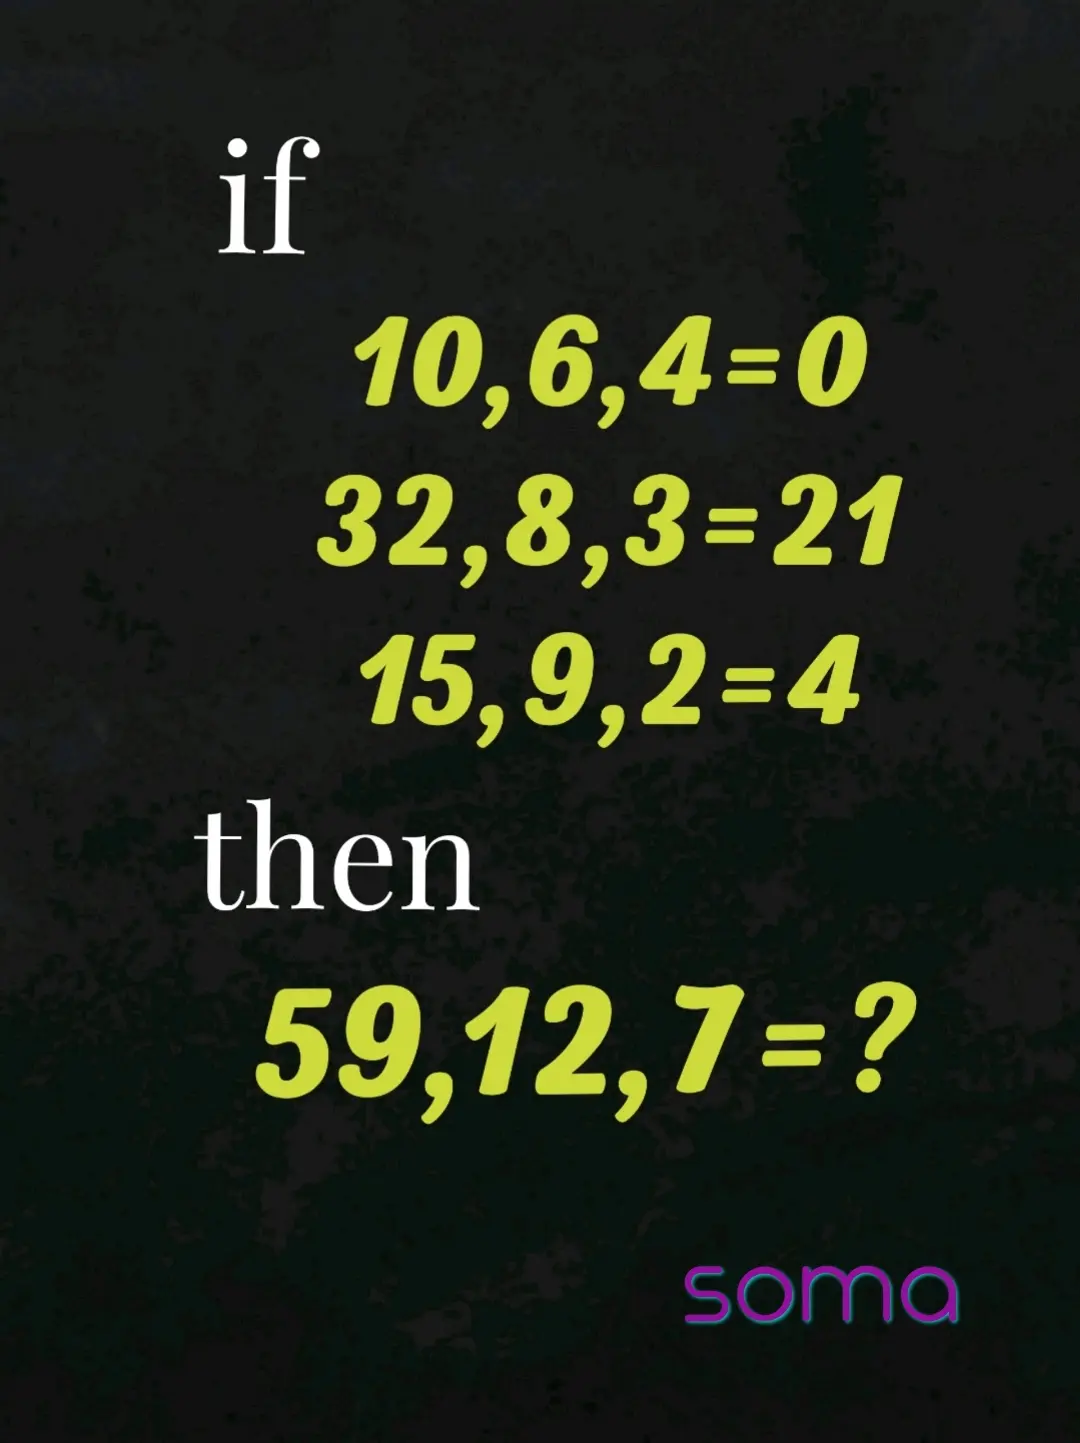 if
10,6,4=0
32,8,3=21
15,9,2=4
then
59,12,7=?
soma